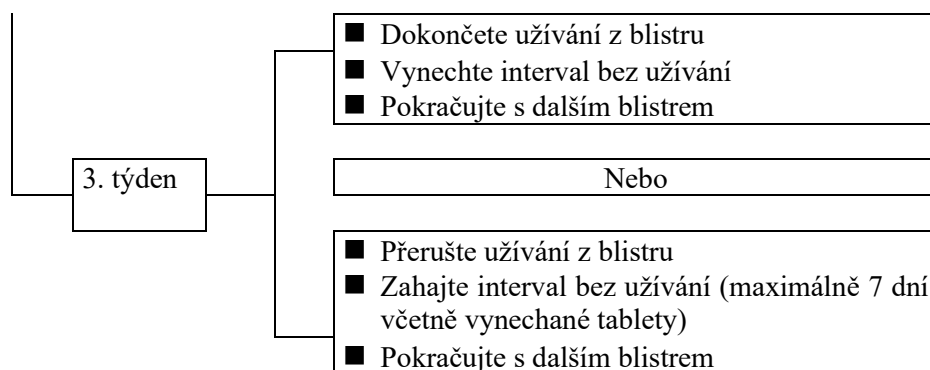 ■ Dokončete užívání z blistru
■ Vynechte interval bez užívání
■ Pokračujte s dalším blistrem
3. týden
Nebo
■ Přerušte užívání z blistru
■ Zahajte interval bez užívání (maximálně 7 dní
včetně vynechané tablety)
■ Pokračujte s dalším blistrem